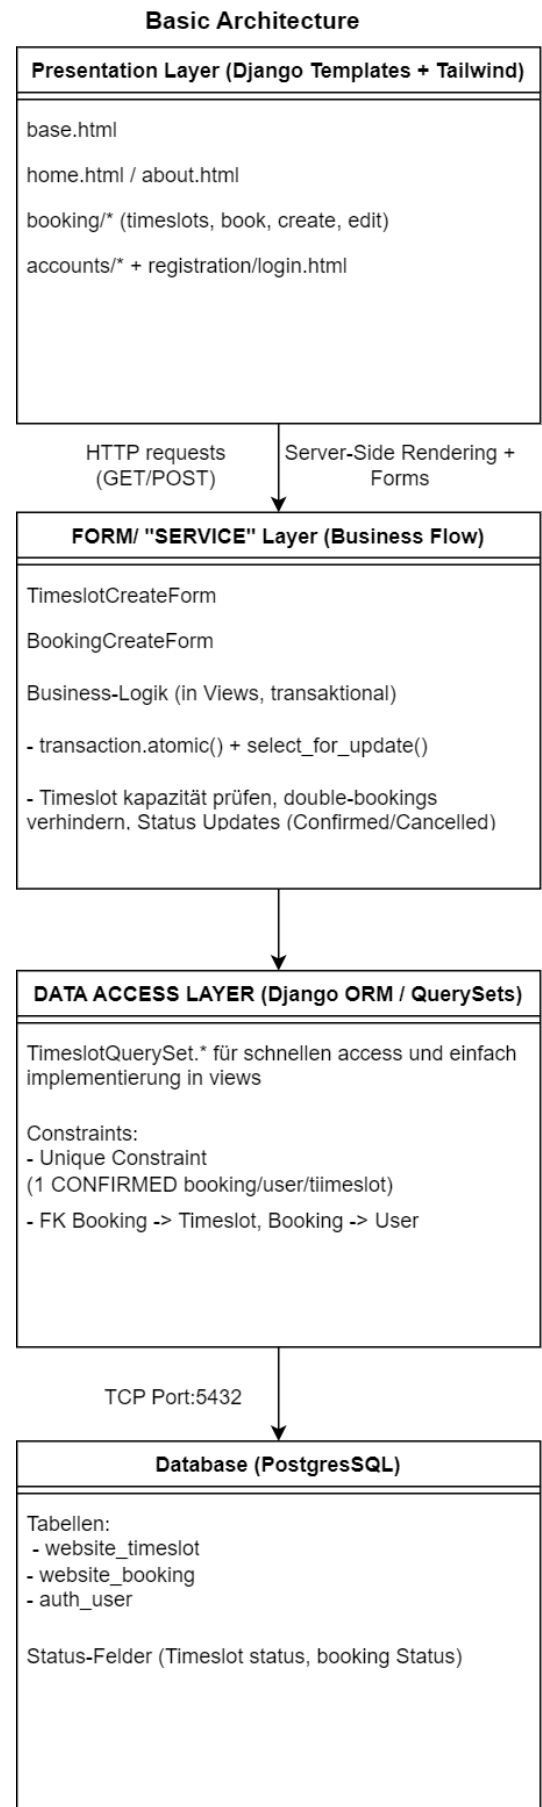 Basic Architecture
Presentation Layer (Django Templates + Tailwind)
base.html
home.html / about.html
booking/* (timeslots, book, create, edit)
accounts/* + registration/login.html
HTTP requests
(GET/POST)
Server-Side Rendering +
Forms
FORM/ "SERVICE" Layer (Business Flow)
TimeslotCreateForm
BookingCreateForm
Business-Logik (in Views, transaktional)
- transaction.atomic() + select_for_update()
- Timeslot kapazität prüfen, double-bookings
verhindern, Status Updates (Confirmed/Cancelled)
DATA ACCESS LAYER (Django ORM / QuerySets)
TimeslotQuerySet.* für schnellen access und einfach
implementierung in views
Constraints:
- Unique Constraint
(1 CONFIRMED booking/user/tiimeslot)
- FK Booking -> Timeslot, Booking -> User
TCP Port:5432
Database (PostgresSQL)
Tabellen:
- website_timeslot
- website_booking
- auth_user
Status-Felder (Timeslot status, booking Status)